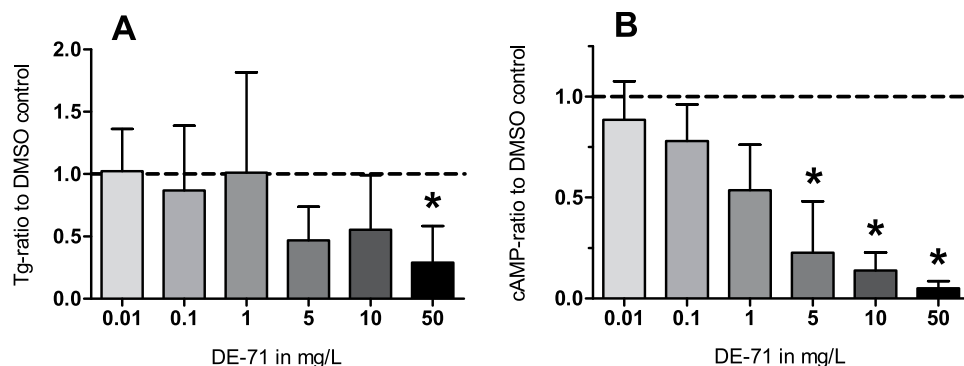 A
Tg-ratio to DMSO control
2.0
1.5
1.0
0.5
0.0
*
0.01 0.1 1 5 10 50
DE-71 in mg/L
B
cAMP-ratio to DMSO control
1.0
0.5
0.0
*
*
*
0.01 0.1 1 5 10 50
DE-71 in mg/L